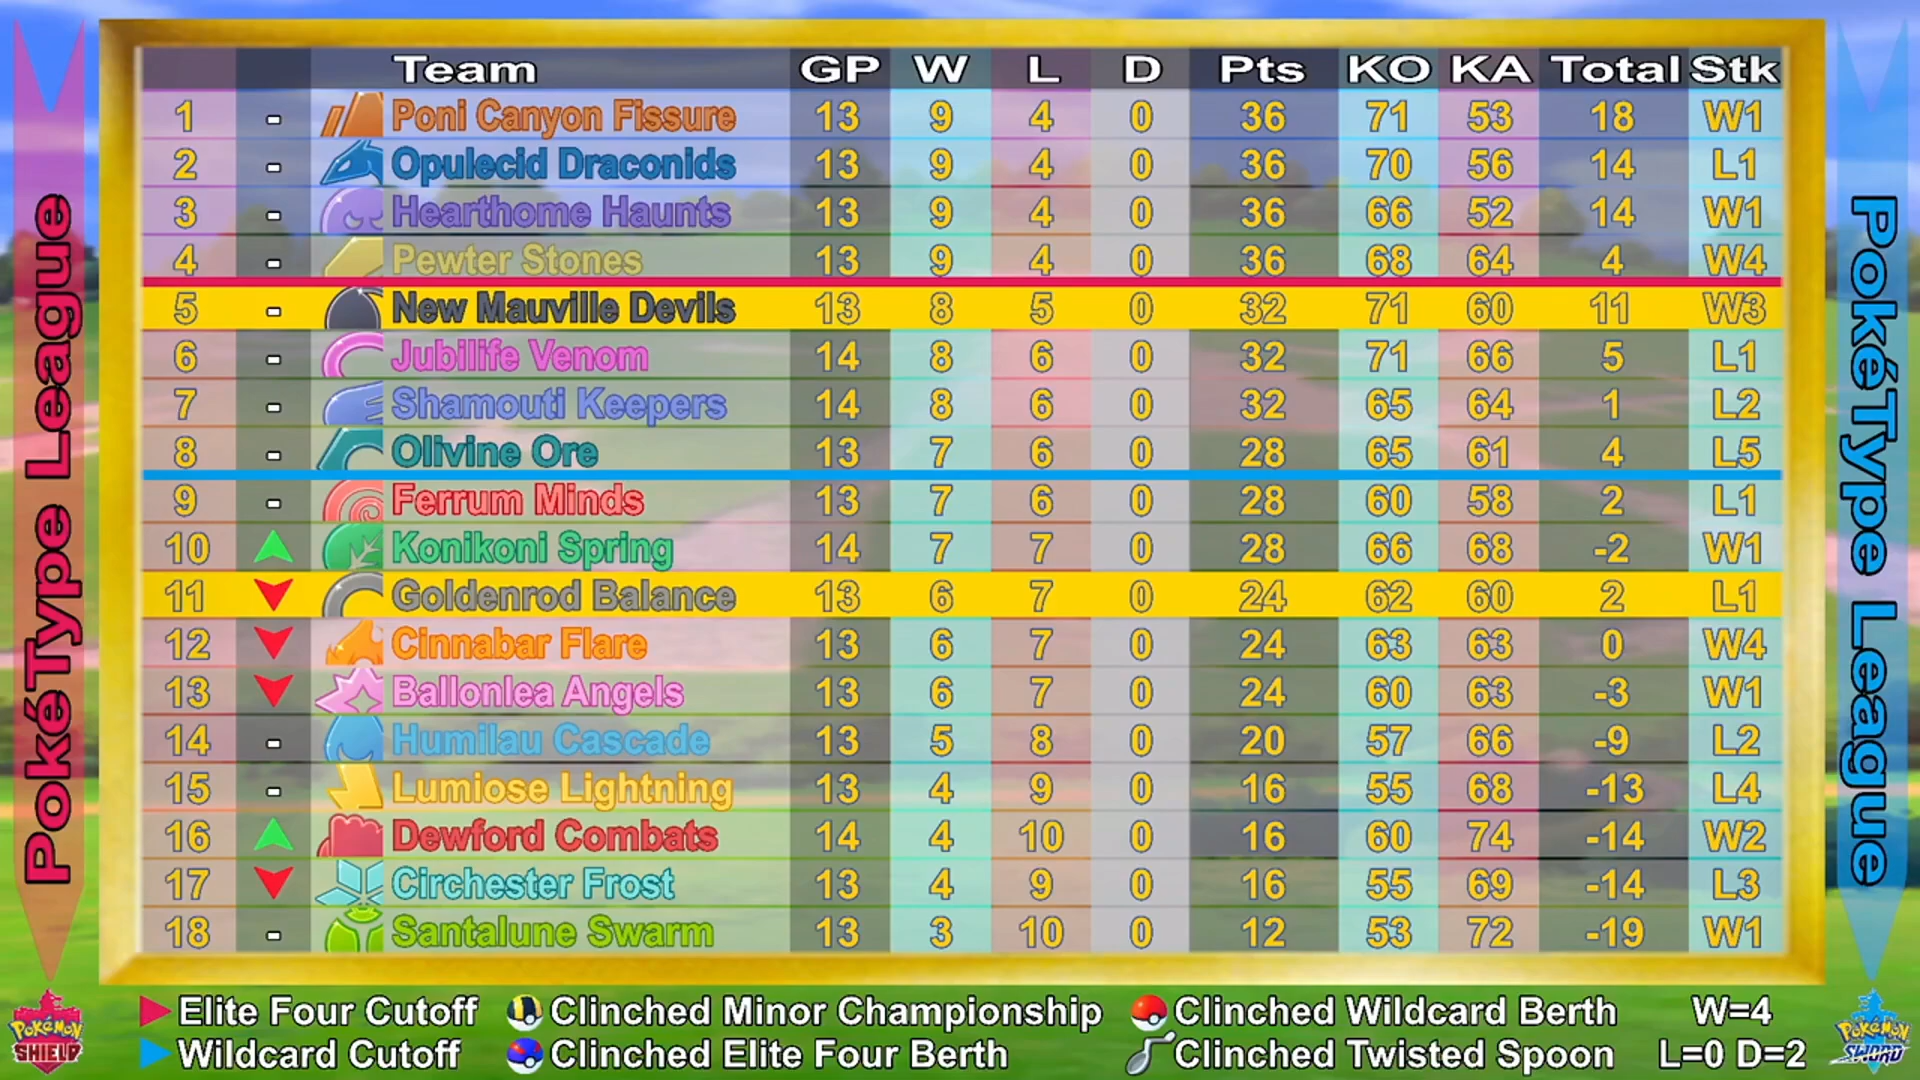 Team GP W L D Pts KO KA Total Stk
1 - Poni Canyon Fissure 13 9 4 0 36 71 53 18 W1
2 - Opulecid Draconids 13 9 4 0 36 70 56 14 L1
3 - Hearthome Haunts 13 9 4 0 36 66 52 14 W1
4 - Pewter Stones 13 9 4 0 36 68 64 4 W4
5 - New Mauville Devils 13 8 5 0 32 71 60 11 W3
6 - Jubilife Venom 14 8 6 0 32 71 66 5 L1
7 - Shamouti Keepers 14 8 6 0 32 65 64 1 L2
8 - Olivine Ore 13 7 6 0 28 65 61 4 L5
9 - Ferrum Minds 13 7 6 0 28 60 58 2 L1
10 Konikoni Spring 14 7 7 0 28 66 68 -2 W1
11 Goldenrod Balance 13 6 7 0 24 62 60 2 L1
12 Cinnabar Flare 13 6 7 0 24 63 63 0 W4
13 Ballonlea Angels 13 6 7 0 24 60 63 -3 W1
14 - Humilau Cascade 13 5 8 0 20 57 66 -9 L2
15 - Lumiose Lightning 13 4 9 0 16 55 68 -13 L4
16 Dewford Combats 14 4 10 0 16 60 74 -14 W2
17 Circhester Frost 13 4 9 0 16 55 69 -14 L3
18 - Santalune Swarm 13 3 10 0 12 53 72 -19 W1
PokéType League
PokéType League
Elite Four Cutoff Clinched Minor Championship Clinched Wildcard Berth W=4
Wildcard Cutoff Clinched Elite Four Berth Clinched Twisted Spoon L=0 D=2
POKéMON
SHIELD
POKéMON
SWORD